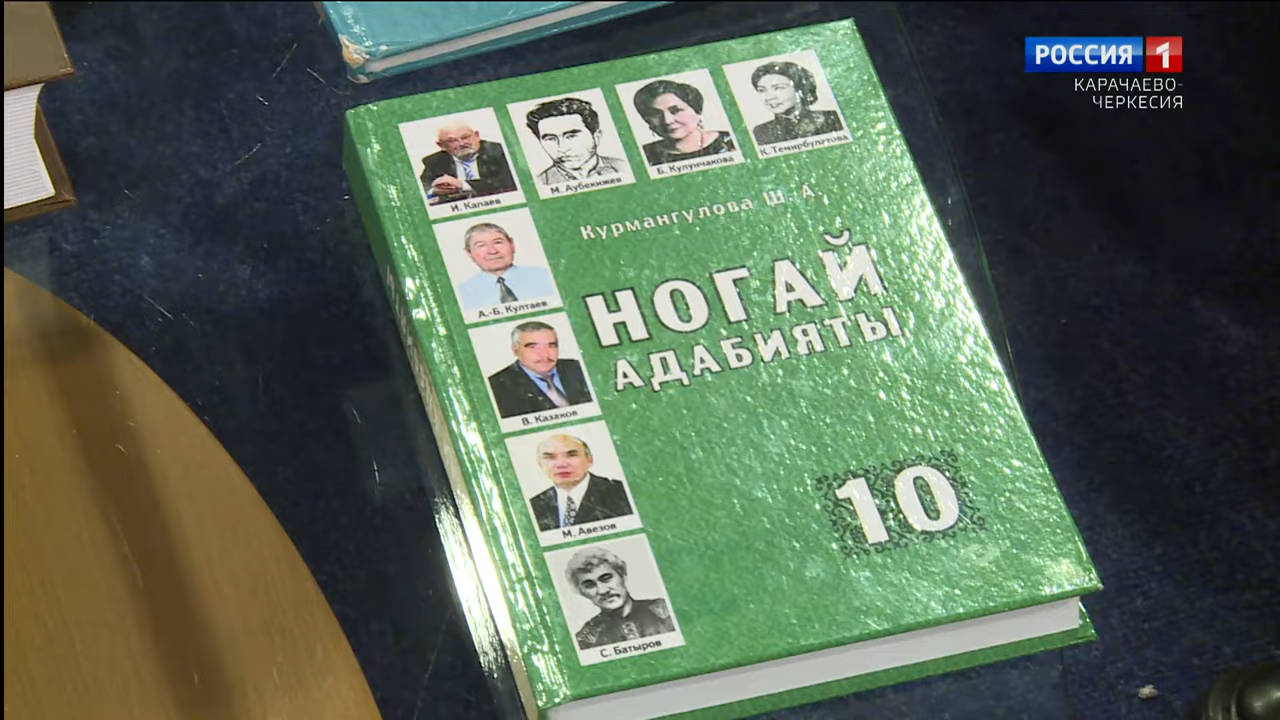 РОССИЯ 1
КАРАЧАЕВО-
ЧЕРКЕСИЯ
И. Капаев
М. Аубекижев
Б. Кулунчакова
К. Темирбулатова
А.-Б. Култаев
В. Казаков
М. Авезов
С. Батыров
Курмангулова Ш. А.
НОГАЙ
АДАБИЯТЫ
10